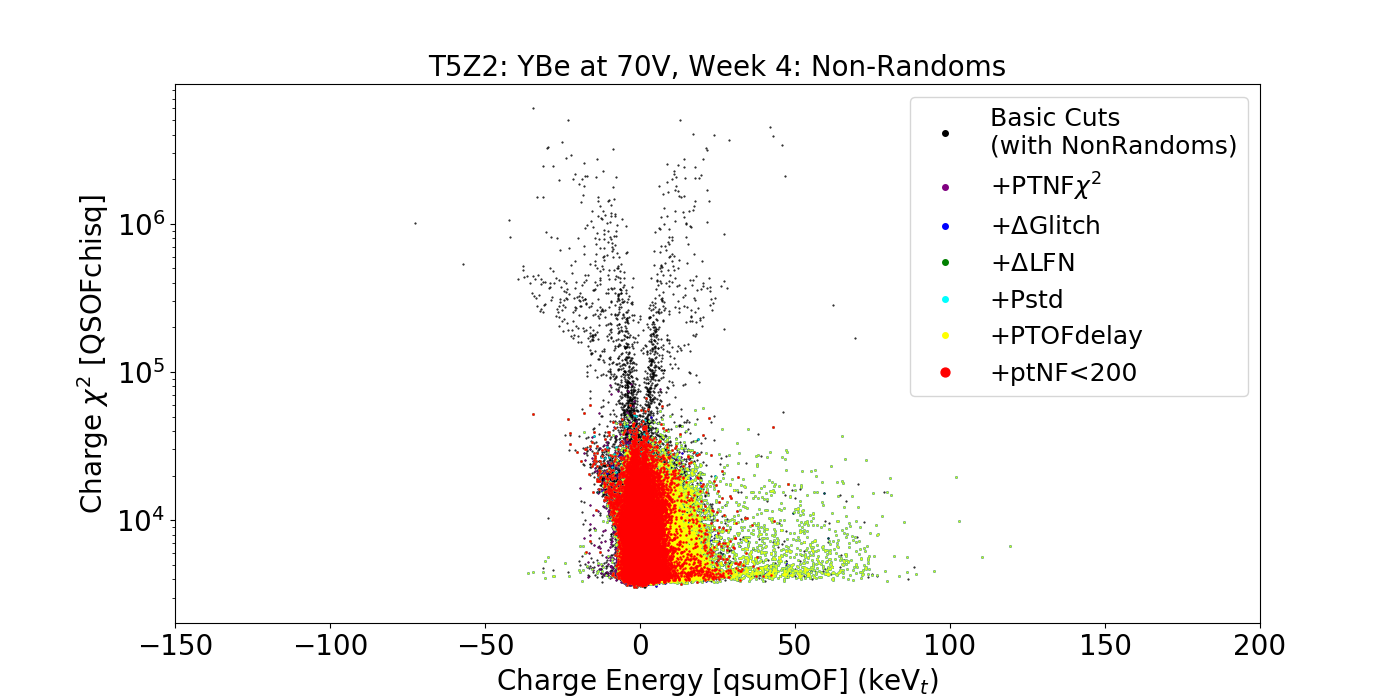 T5Z2: YBe at 70V, Week 4: Non-Randoms
Basic Cuts
(with NonRandoms)
+PTNFχ²
+ΔGlitch
+ΔLFN
+Pstd
+PTOFdelay
+ptNF<200
Charge χ² [QSOFchisq]
10⁶
10⁵
10⁴
−150 −100 −50 0 50 100 150 200
Charge Energy [qsumOF] (keVₜ)